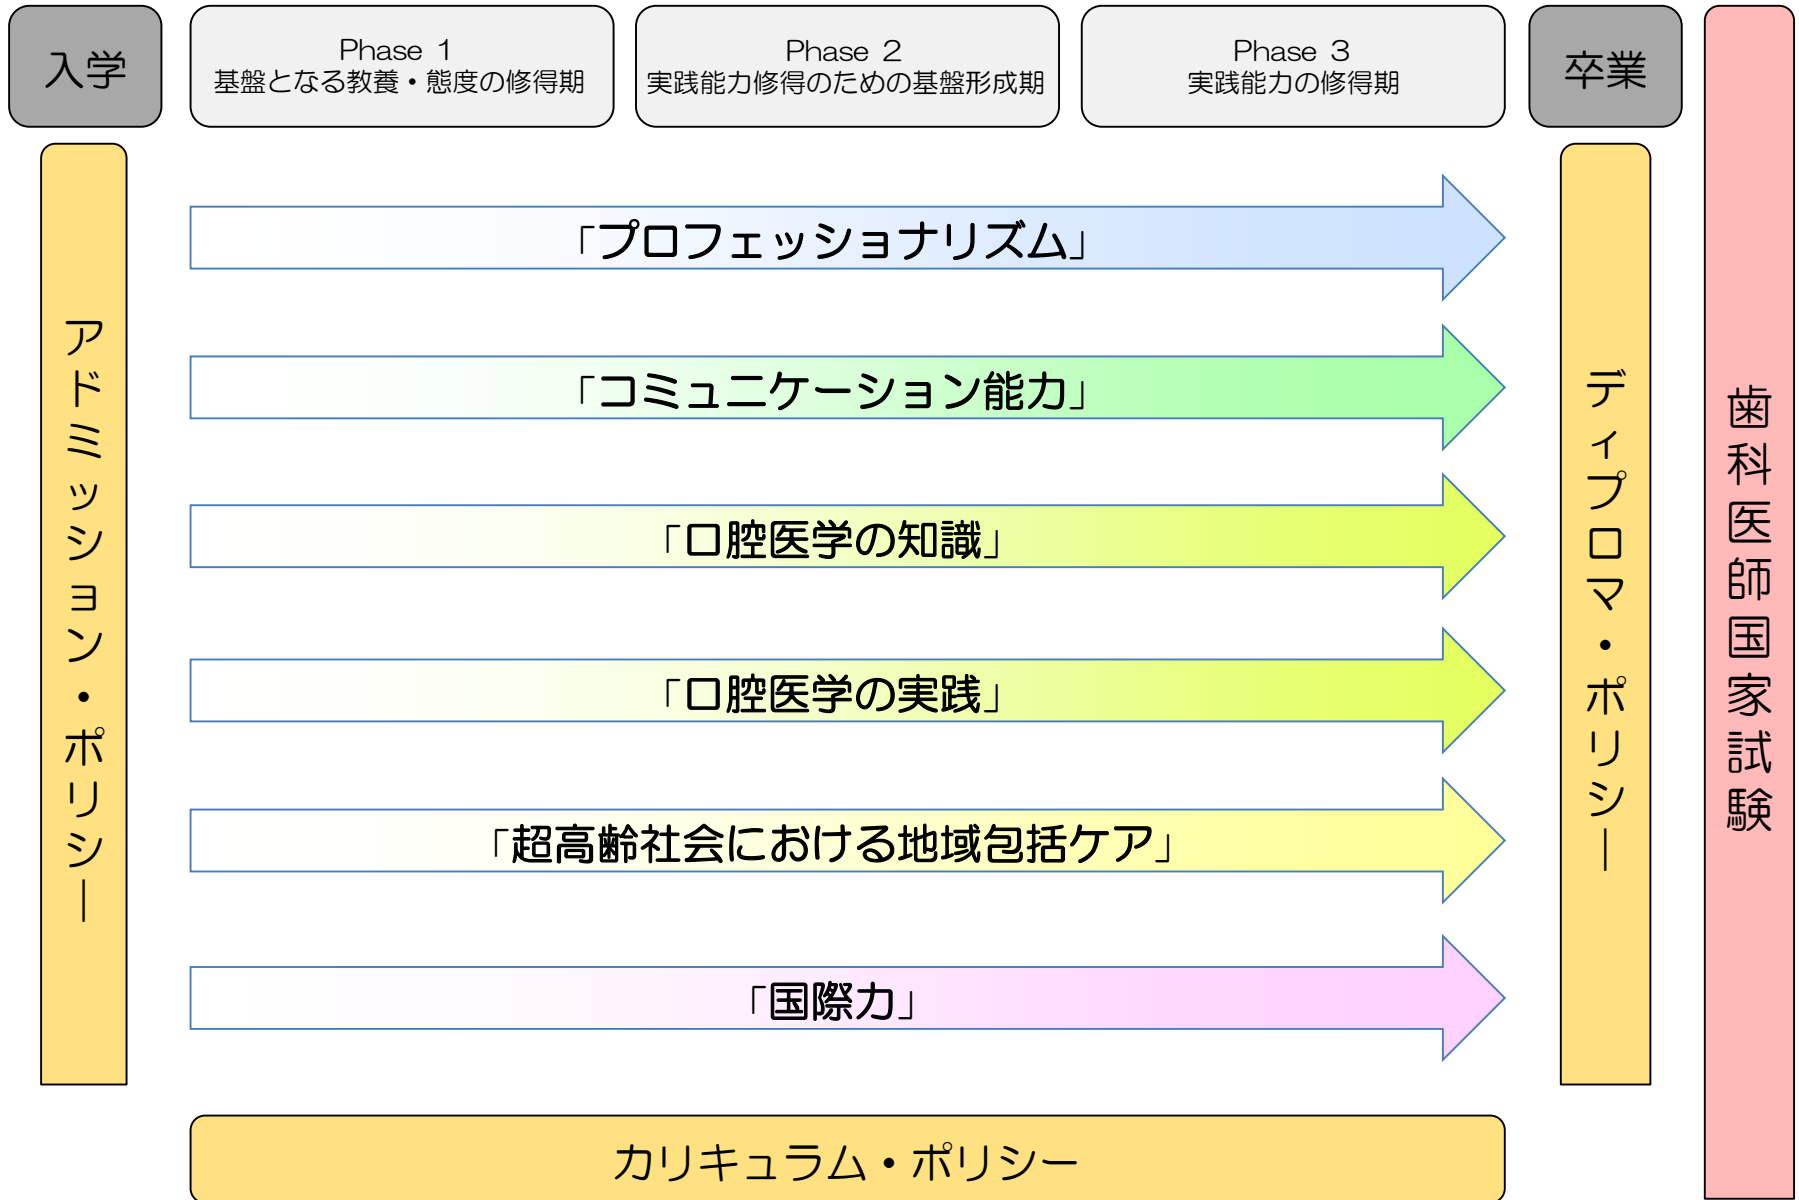 入学
Phase 1
基盤となる教養・態度の修得期
Phase 2
実践能力修得のための基盤形成期
Phase 3
実践能力の修得期
卒業
歯科医師国家試験
アドミッション・ポリシー
「プロフェッショナリズム」
「コミュニケーション能力」
「口腔医学の知識」
「口腔医学の実践」
「超高齢社会における地域包括ケア」
「国際力」
ディプロマ・ポリシー
カリキュラム・ポリシー